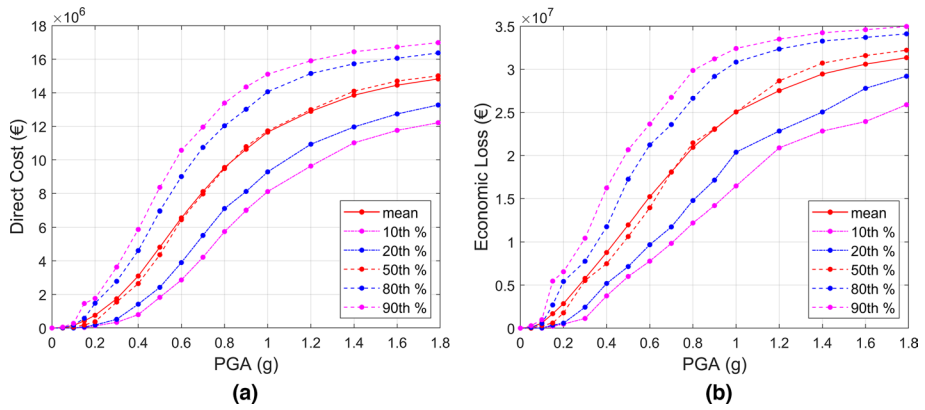 ×10⁶
18
16
14
12
10
8
6
4
2
0
Direct Cost (€)
0 0.2 0.4 0.6 0.8 1 1.2 1.4 1.6 1.8
PGA (g)
mean
10th %
20th %
50th %
80th %
90th %
(a)
×10⁷
3.5
3
2.5
2
1.5
1
0.5
0
Economic Loss (€)
0 0.2 0.4 0.6 0.8 1 1.2 1.4 1.6 1.8
PGA (g)
mean
10th %
20th %
50th %
80th %
90th %
(b)